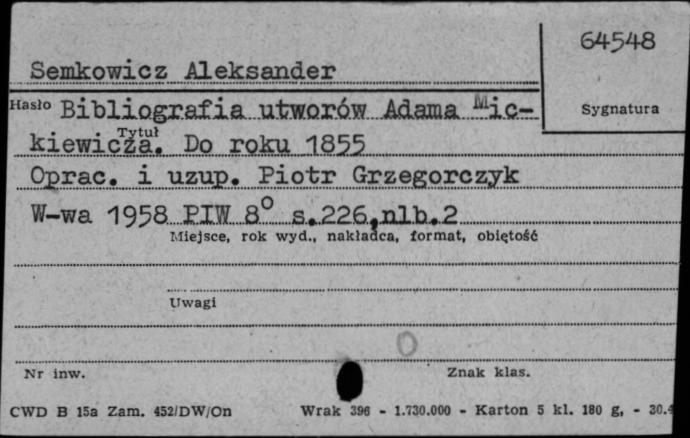 64548
Semkowicz Aleksander
Hasło Bibliografia utworów Adama Mic-
Sygnatura
Tytuł
kiewicza. Do roku 1855
Oprac. i uzup. Piotr Grzegorczyk
W-wa 1958 PIW 8° s.226,nlb.2
Miejsce, rok wyd., nakładca, format, obiętość
Uwagi
Nr inw.
Znak klas.
CWD B 15a Zam. 452/DW/On Wrak 396 - 1.730.000 - Karton 5 kl. 180 g, - 30.4